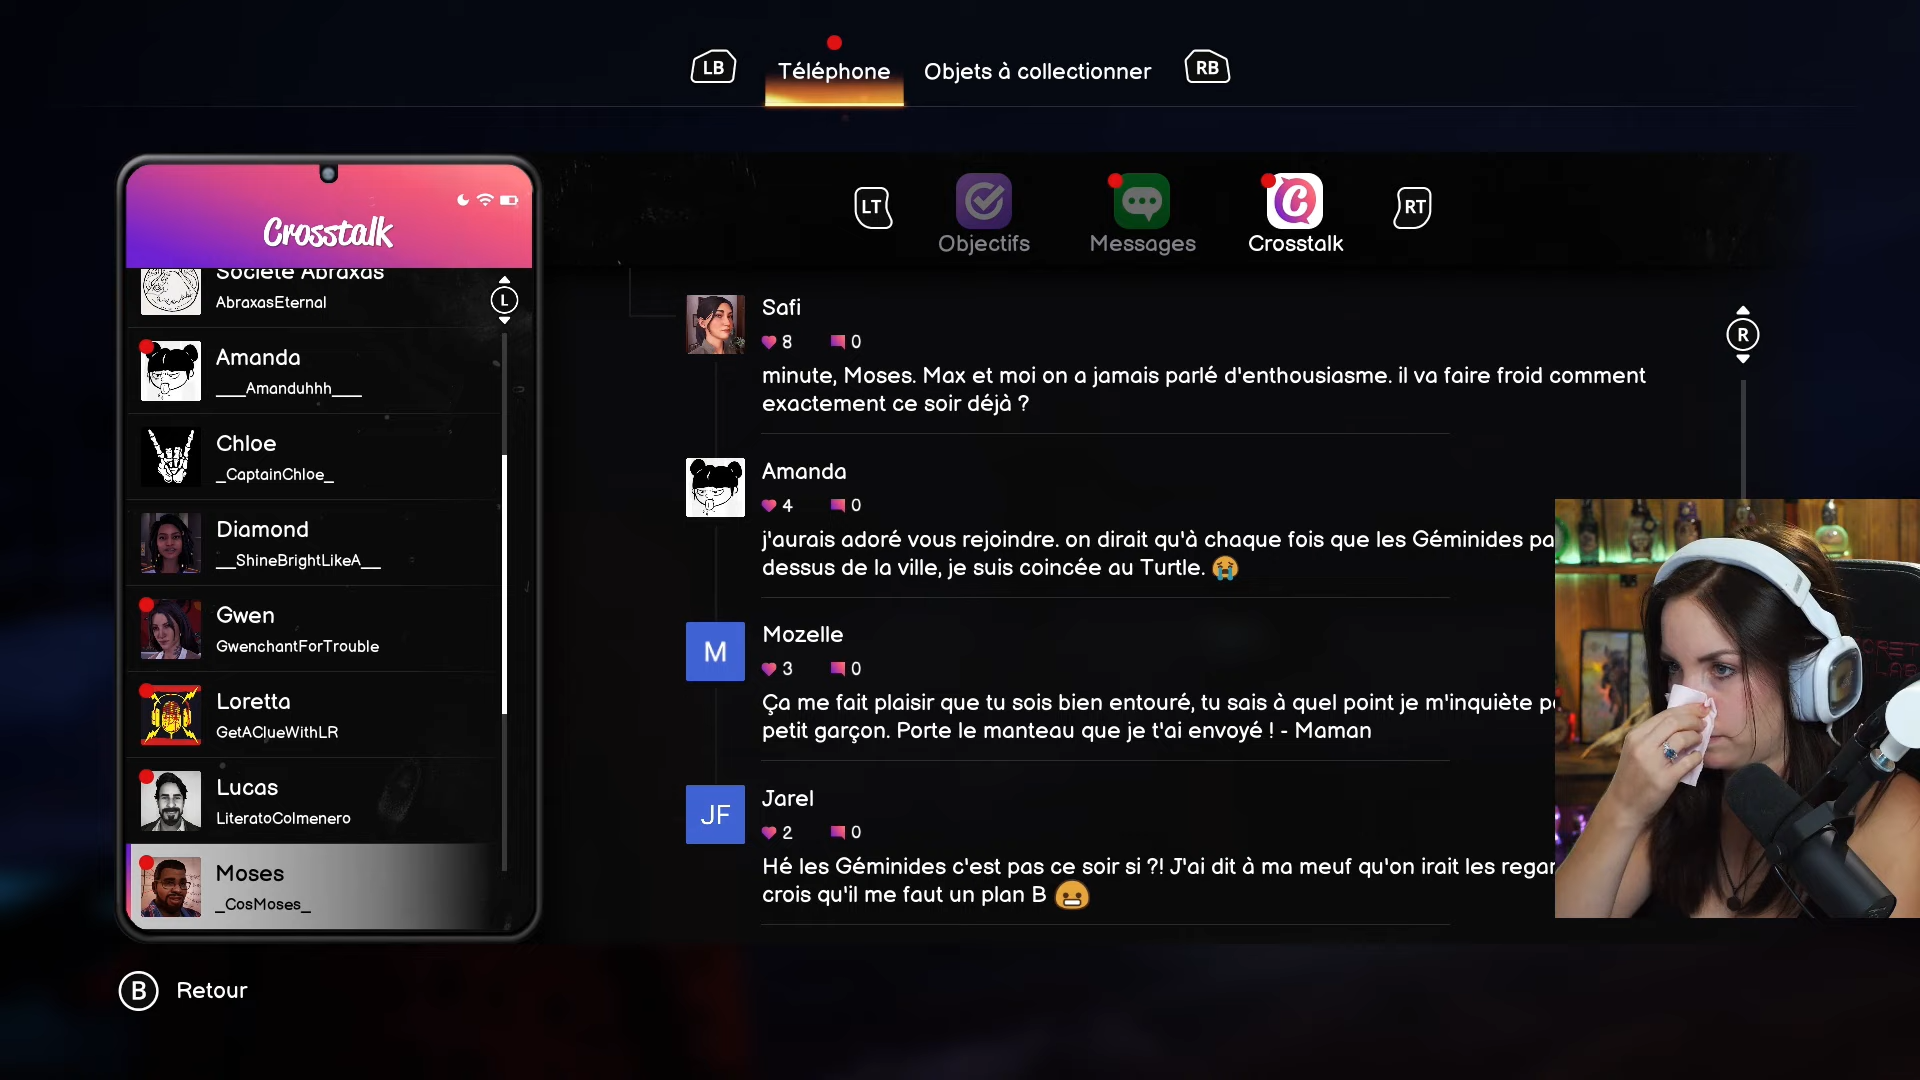 LB
Téléphone
Objets à collectionner
RB
Crosstalk
Société Abraxas
AbraxasEternal
L
Amanda
___Amanduhhh___
Chloe
_CaptainChloe_
Diamond
__ShineBrightLikeA__
Gwen
GwenchantForTrouble
Loretta
GetAClueWithLR
Lucas
LiteratoColmenero
Moses
_CosMoses_
LT
Objectifs
Messages
C
Crosstalk
RT
R
Safi
8 0
minute, Moses. Max et moi on a jamais parlé d'enthousiasme. il va faire froid comment
exactement ce soir déjà ?
Amanda
4 0
j'aurais adoré vous rejoindre. on dirait qu'à chaque fois que les Géminides pa
dessus de la ville, je suis coincée au Turtle. 😭
M
Mozelle
3 0
Ça me fait plaisir que tu sois bien entouré, tu sais à quel point je m'inquiète p
petit garçon. Porte le manteau que je t'ai envoyé ! - Maman
JF
Jarel
2 0
Hé les Géminides c'est pas ce soir si ?! J'ai dit à ma meuf qu'on irait les regar
crois qu'il me faut un plan B 😬
B Retour